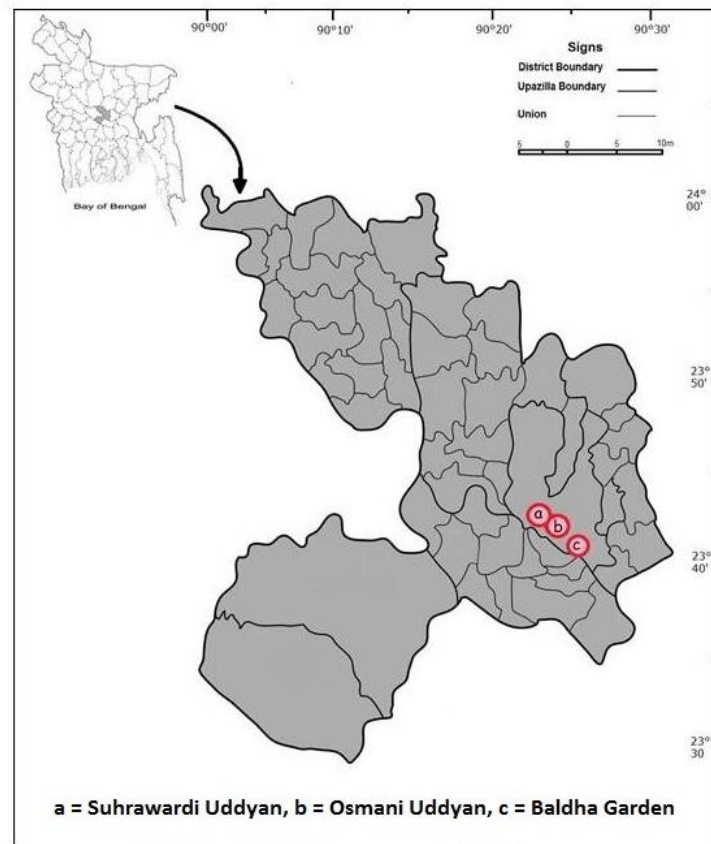 90°00' 90°10' 90°20' 90°30'
Signs
District Boundary
Upazilla Boundary
Union
5 0 5 10m
Bay of Bengal
24°
00'
23°
50'
a
b
c
23°
40'
23°
30
a = Suhrawardi Uddyan, b = Osmani Uddyan, c = Baldha Garden